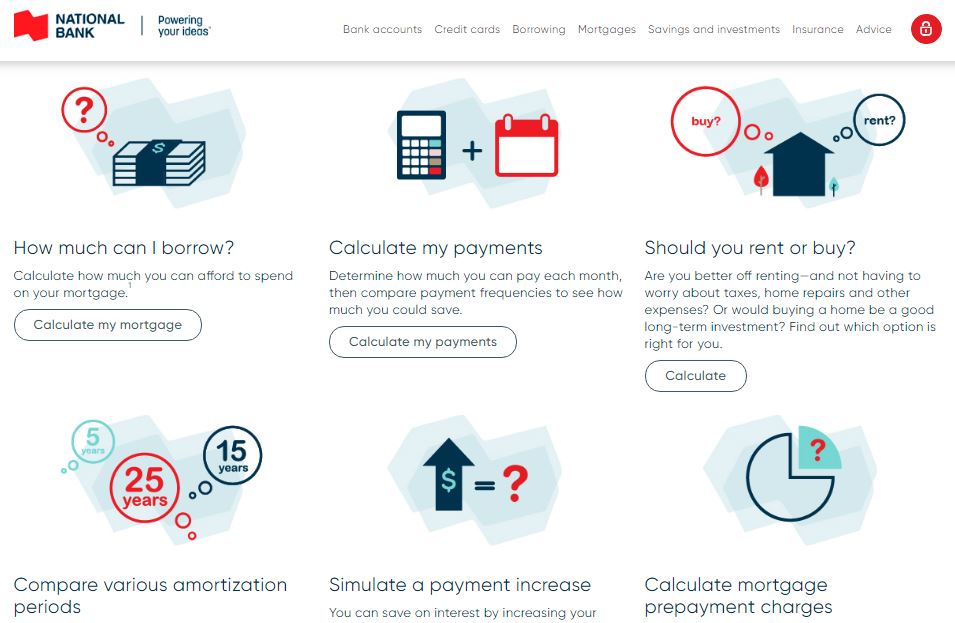 NATIONAL
BANK
Powering
your ideas®
Bank accounts Credit cards Borrowing Mortgages Savings and investments Insurance Advice
?
$
+
buy?
rent?
How much can I borrow?
Calculate how much you can afford to spend
on your mortgage.1
Calculate my mortgage
Calculate my payments
Determine how much you can pay each month,
then compare payment frequencies to see how
much you could save.
Calculate my payments
Should you rent or buy?
Are you better off renting—and not having to
worry about taxes, home repairs and other
expenses? Or would buying a home be a good
long-term investment? Find out which option is
right for you.
Calculate
5
years
25
years
15
years
$ = ?
?
Compare various amortization
periods
Simulate a payment increase
You can save on interest by increasing your
Calculate mortgage
prepayment charges